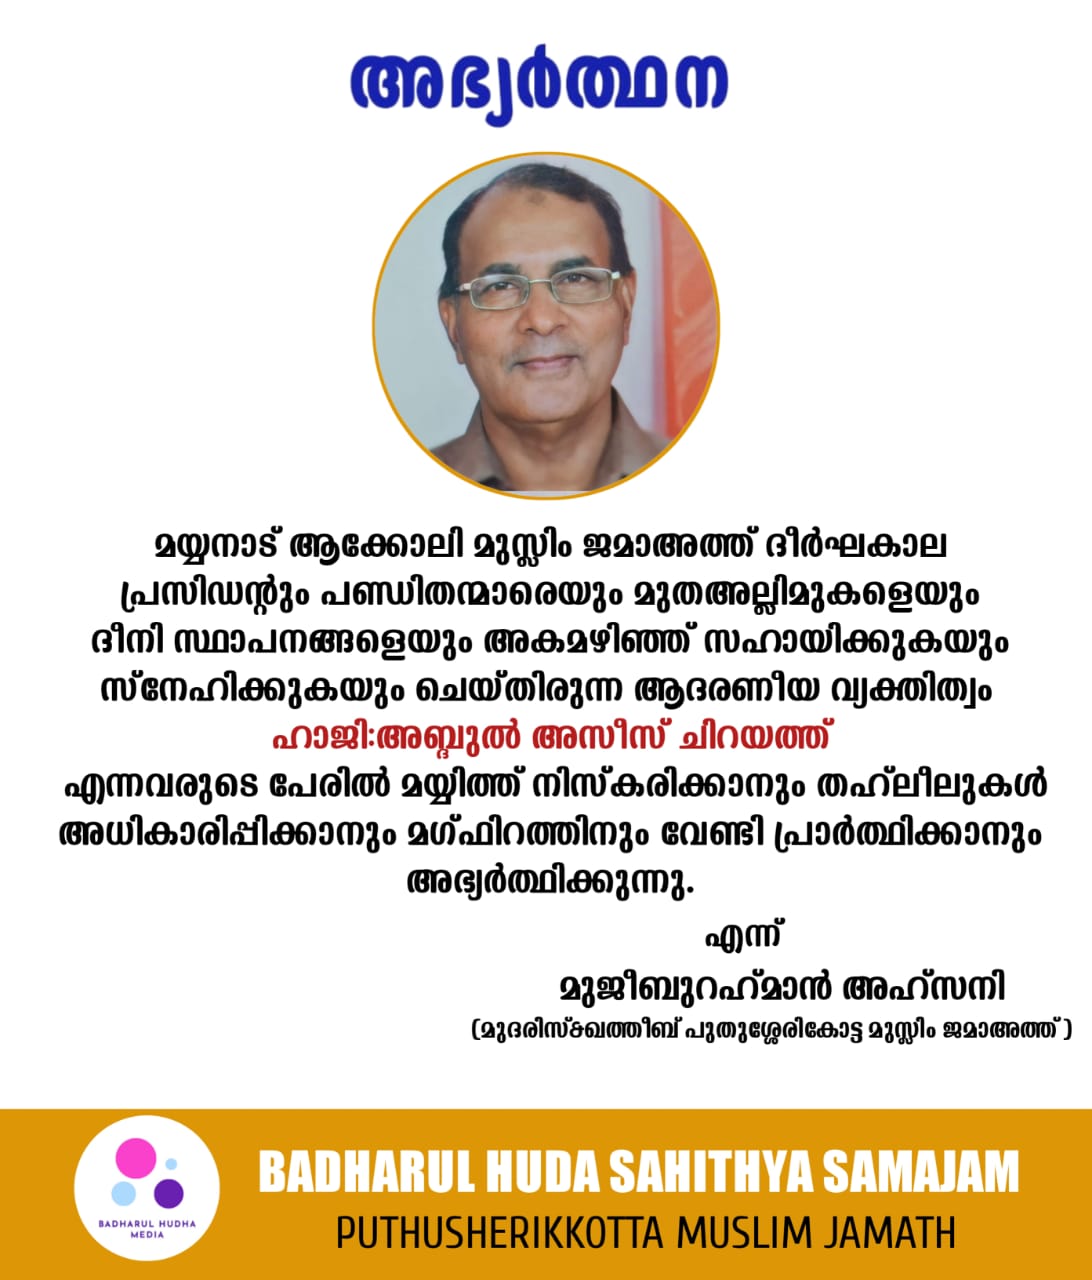 അഭ്യർത്ഥന
മയ്യനാട് ആക്കോലി മുസ്ലിം ജമാഅത്ത് ദീർഘകാല
പ്രസിഡന്റും പണ്ഡിതന്മാരെയും മുതഅല്ലിമുകളെയും
ദീനി സ്ഥാപനങ്ങളെയും അകമഴിഞ്ഞ് സഹായിക്കുകയും
സ്നേഹിക്കുകയും ചെയ്തിരുന്ന ആദരണീയ വ്യക്തിത്വം
ഹാജി:അബ്ദുൽ അസീസ് ചിറയത്ത്
എന്നവരുടെ പേരിൽ മയ്യിത്ത് നിസ്കരിക്കാനും തഹ്ലീലുകൾ
അധികാരിപ്പിക്കാനും മഗ്ഫിറത്തിനും വേണ്ടി പ്രാർത്ഥിക്കാനും
അഭ്യർത്ഥിക്കുന്നു.
എന്ന്
മുജീബുറഹ്മാൻ അഹ്സനി
(മുദരിസ്&ഖത്തീബ് പുതുശ്ശേരികോട്ട മുസ്ലിം ജമാഅത്ത് )
BADHARUL HUDA SAHITHYA SAMAJAM
PUTHUSHERIKKOTTA MUSLIM JAMATH
BADHARUL HUDHA
MEDIA